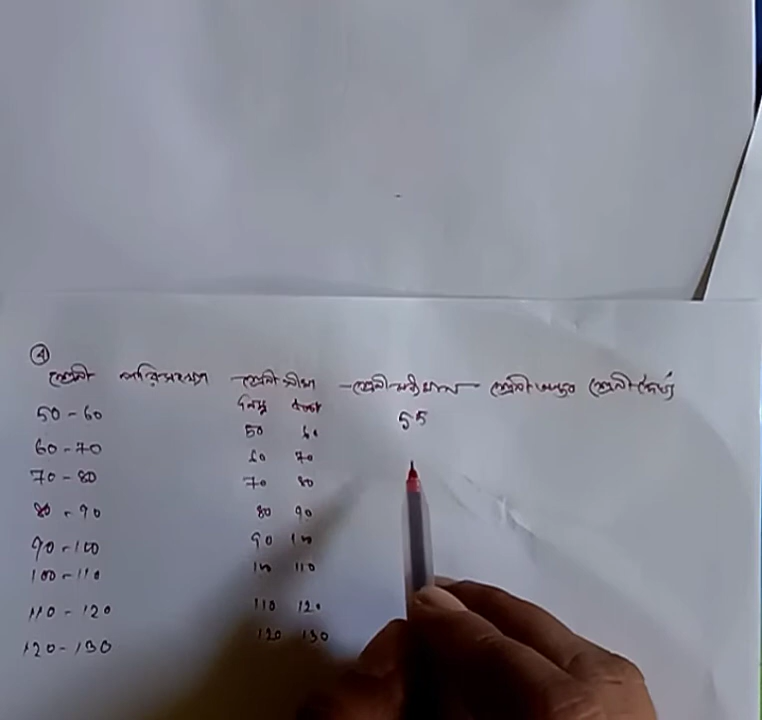 4
শ্রেণী পরিসংখ্যা শ্রেণী সীমা শ্রেণী মধ্যমান শ্রেণী অন্তর শ্রেণী দৈর্ঘ্য
নিম্ন
50 - 60 50 60 55
60 - 70 60 70
70 - 80 70 80
80 - 90 80 90
90 - 100 90 100
100 - 110 100 110
110 - 120 110 120
120 - 130 120 130